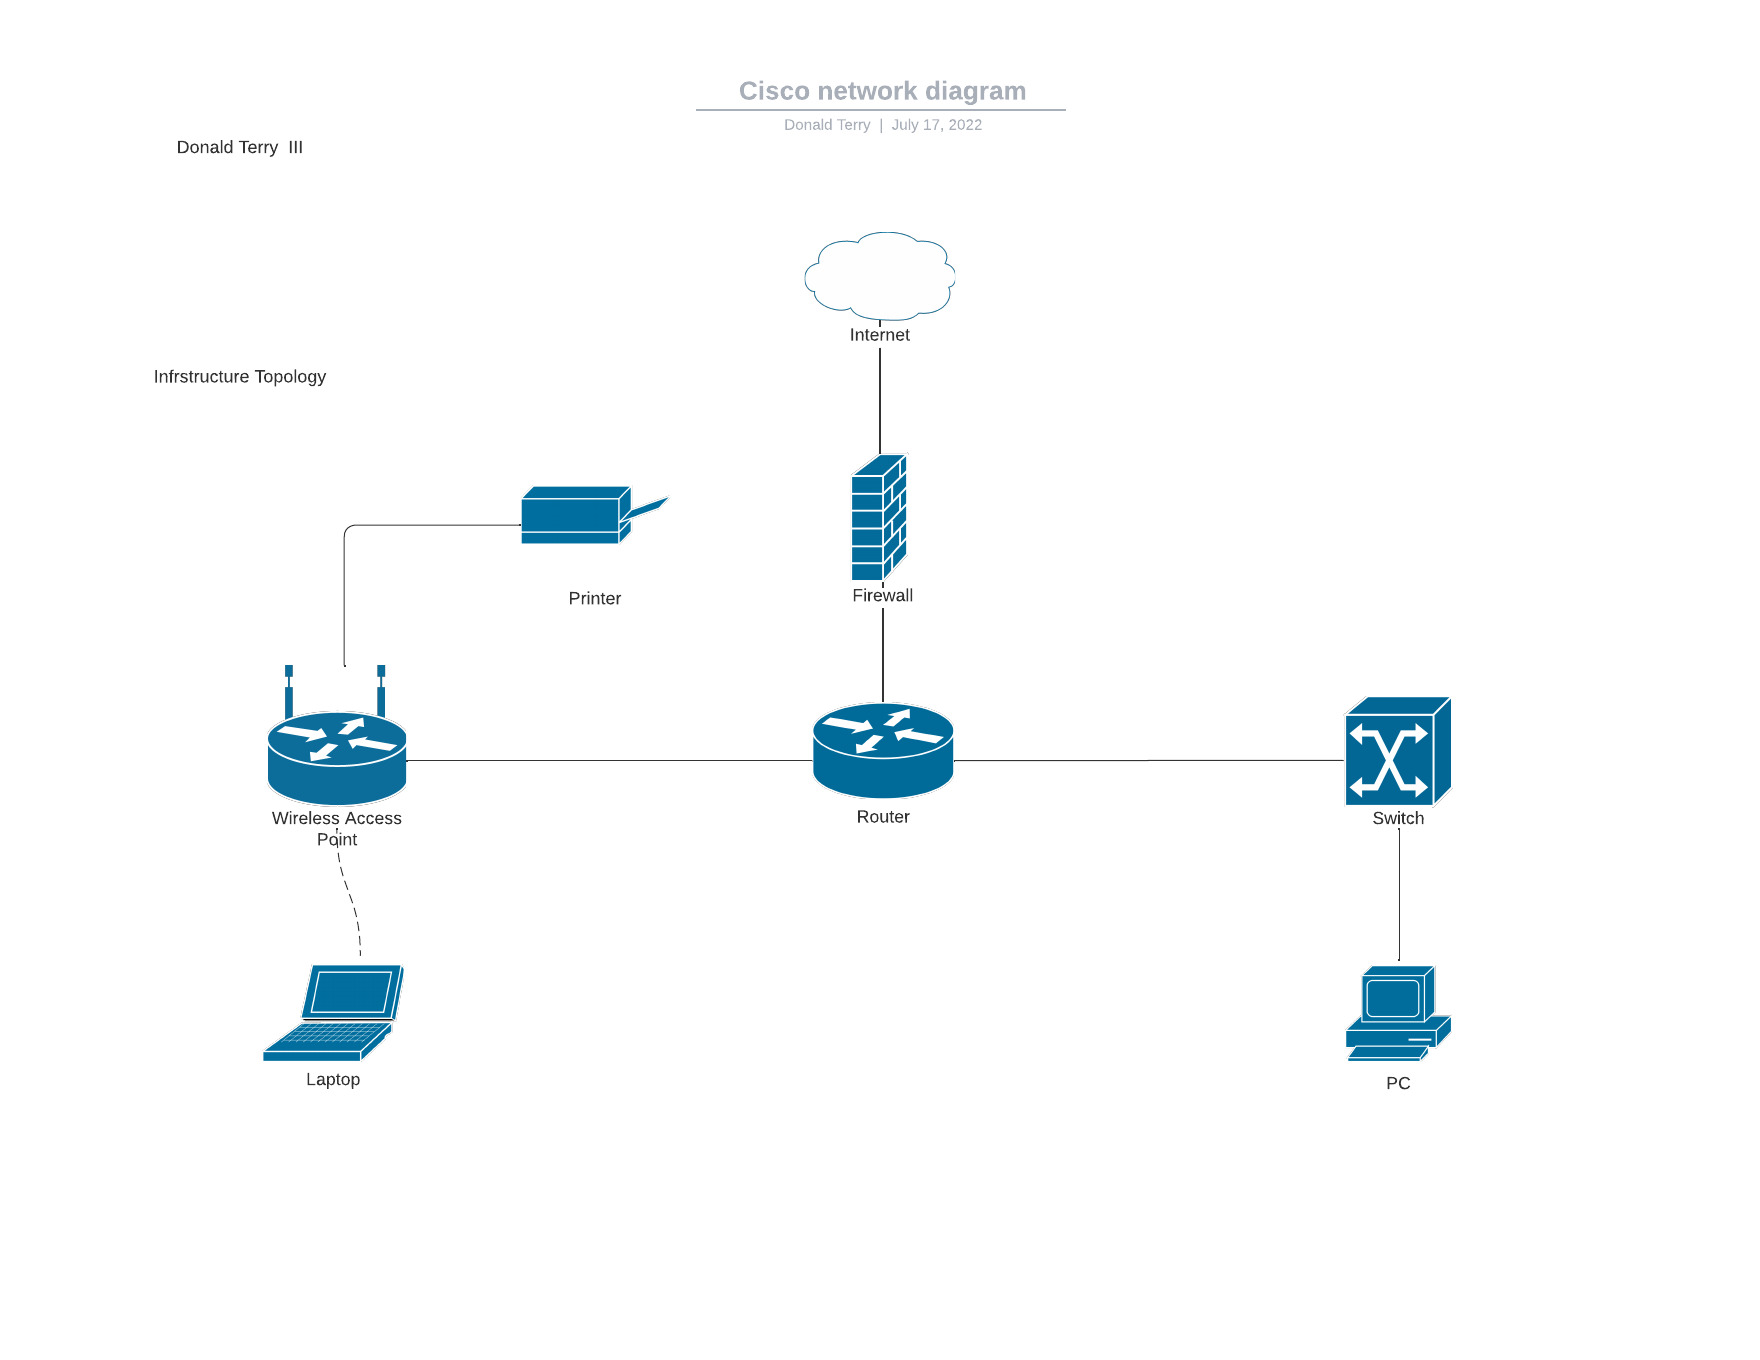 Cisco network diagram
Donald Terry | July 17, 2022
Donald Terry III
Internet
Infrstructure Topology
Firewall
Printer
Router
Wireless Access
Point
Switch
Laptop
PC